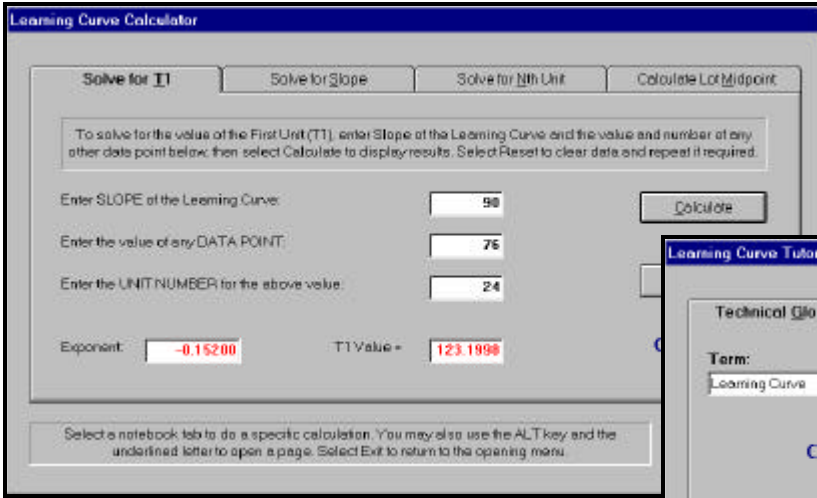 Learning Curve Calculator
Solve for T1
Solve for Slope
Solve for Nth Unit
Calculate Lot Midpoint
To solve for the value of the First Unit (T1), enter Slope of the Learning Curve and the value and number of any
other data point below, then select Calculate to display results. Select Reset to clear data and repeat if required.
Enter SLOPE of the Learning Curve: 90
Calculate
Enter the value of any DATA POINT: 76
Enter the UNIT NUMBER for the above value: 24
Exponent: -0.15200 T1 Value = 123.1998
Select a notebook tab to do a specific calculation. You may also use the ALT key and the
underlined letter to open a page. Select Exit to return to the opening menu.
Learning Curve Tutor
Technical Glo
Term:
Learning Curve